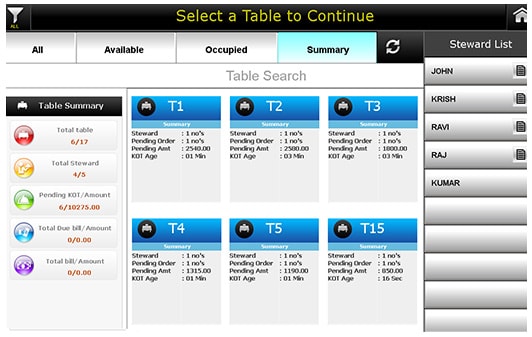 Select a Table to Continue
ALL
All
Available
Occupied
Summary
Steward List
Table Search
JOHN
KRISH
RAVI
RAJ
KUMAR
Table Summary
Total table
6/17
Total Steward
4/5
Pending KOT/Amount
6/10275.00
Total Due bill/Amount
0/0.00
Total bill/Amount
0/0.00
T1
Summary
Steward : 1 no's
Pending Order : 1 no's
Pending Amt : 2540.00
KOT Age : 01 Min
T2
Summary
Steward : 1 no's
Pending Order : 1 no's
Pending Amt : 2580.00
KOT Age : 03 Min
T3
Summary
Steward : 1 no's
Pending Order : 1 no's
Pending Amt : 1800.00
KOT Age : 03 Min
T4
Summary
Steward : 1 no's
Pending Order : 1 no's
Pending Amt : 1315.00
KOT Age : 01 Min
T5
Summary
Steward : 1 no's
Pending Order : 1 no's
Pending Amt : 1190.00
KOT Age : 01 Min
T15
Summary
Steward : 1 no's
Pending Order : 1 no's
Pending Amt : 850.00
KOT Age : 16 Sec